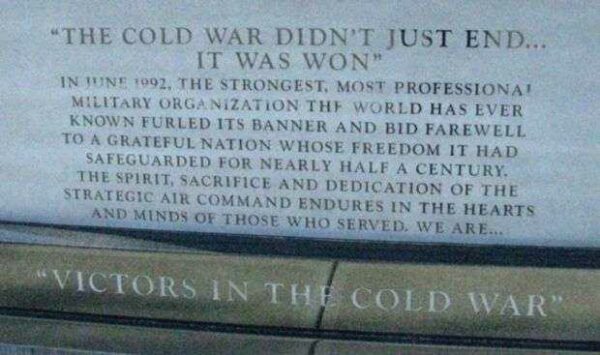 "THE COLD WAR DIDN'T JUST END...
IT WAS WON"
IN JUNE 1992, THE STRONGEST, MOST PROFESSIONAL
MILITARY ORGANIZATION THE WORLD HAS EVER
KNOWN FURLED ITS BANNER AND BID FAREWELL
TO A GRATEFUL NATION WHOSE FREEDOM IT HAD
SAFEGUARDED FOR NEARLY HALF A CENTURY.
THE SPIRIT, SACRIFICE AND DEDICATION OF THE
STRATEGIC AIR COMMAND ENDURES IN THE HEARTS
AND MINDS OF THOSE WHO SERVED. WE ARE...
"VICTORS IN THE COLD WAR"